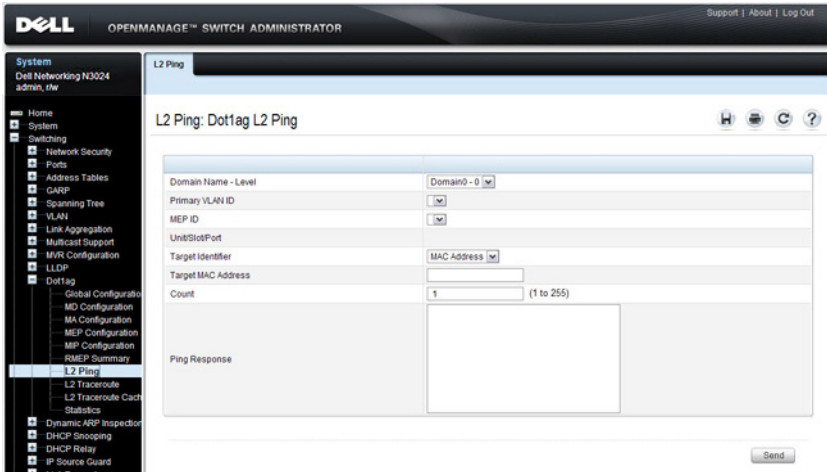 Support | About | Log Out
DELL OPENMANAGE™ SWITCH ADMINISTRATOR
System
Dell Networking N3024
admin, r/w
Home
System
Switching
Network Security
Ports
Address Tables
GARP
Spanning Tree
VLAN
Link Aggregation
Multicast Support
MVR Configuration
LLDP
Dot1ag
Global Configuratio
MD Configuration
MA Configuration
MEP Configuration
MIP Configuration
RMEP Summary
L2 Ping
L2 Traceroute
L2 Traceroute Cach
Statistics
Dynamic ARP Inspection
DHCP Snooping
DHCP Relay
IP Source Guard
L2 Ping
L2 Ping: Dot1ag L2 Ping
Domain Name - Level Domain0 - 0
Primary VLAN ID
MEP ID
Unit/Slot/Port
Target Identifier MAC Address
Target MAC Address
Count 1 (1 to 255)
Ping Response
Send